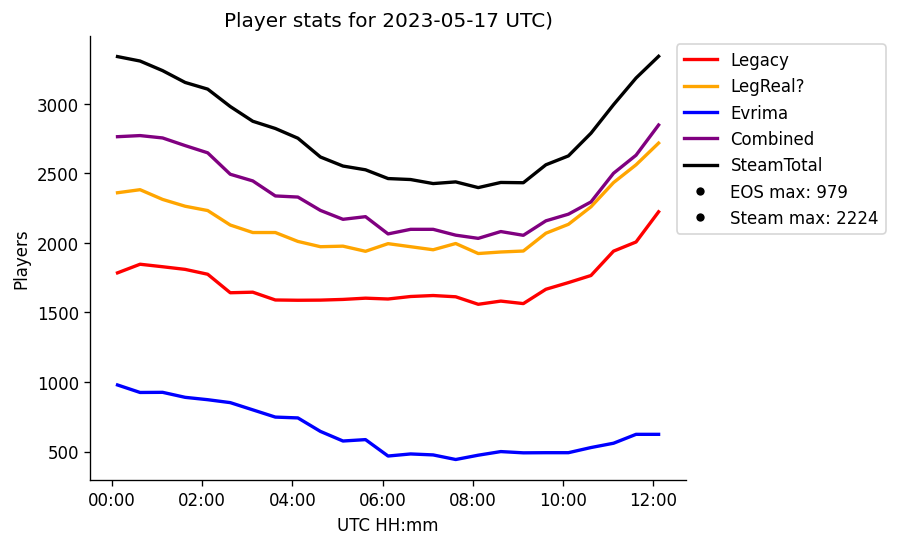 Player stats for 2023-05-17 UTC)
Players
3000
2500
2000
1500
1000
500
00:00 02:00 04:00 06:00 08:00 10:00 12:00
UTC HH:mm
Legacy
LegReal?
Evrima
Combined
SteamTotal
EOS max: 979
Steam max: 2224